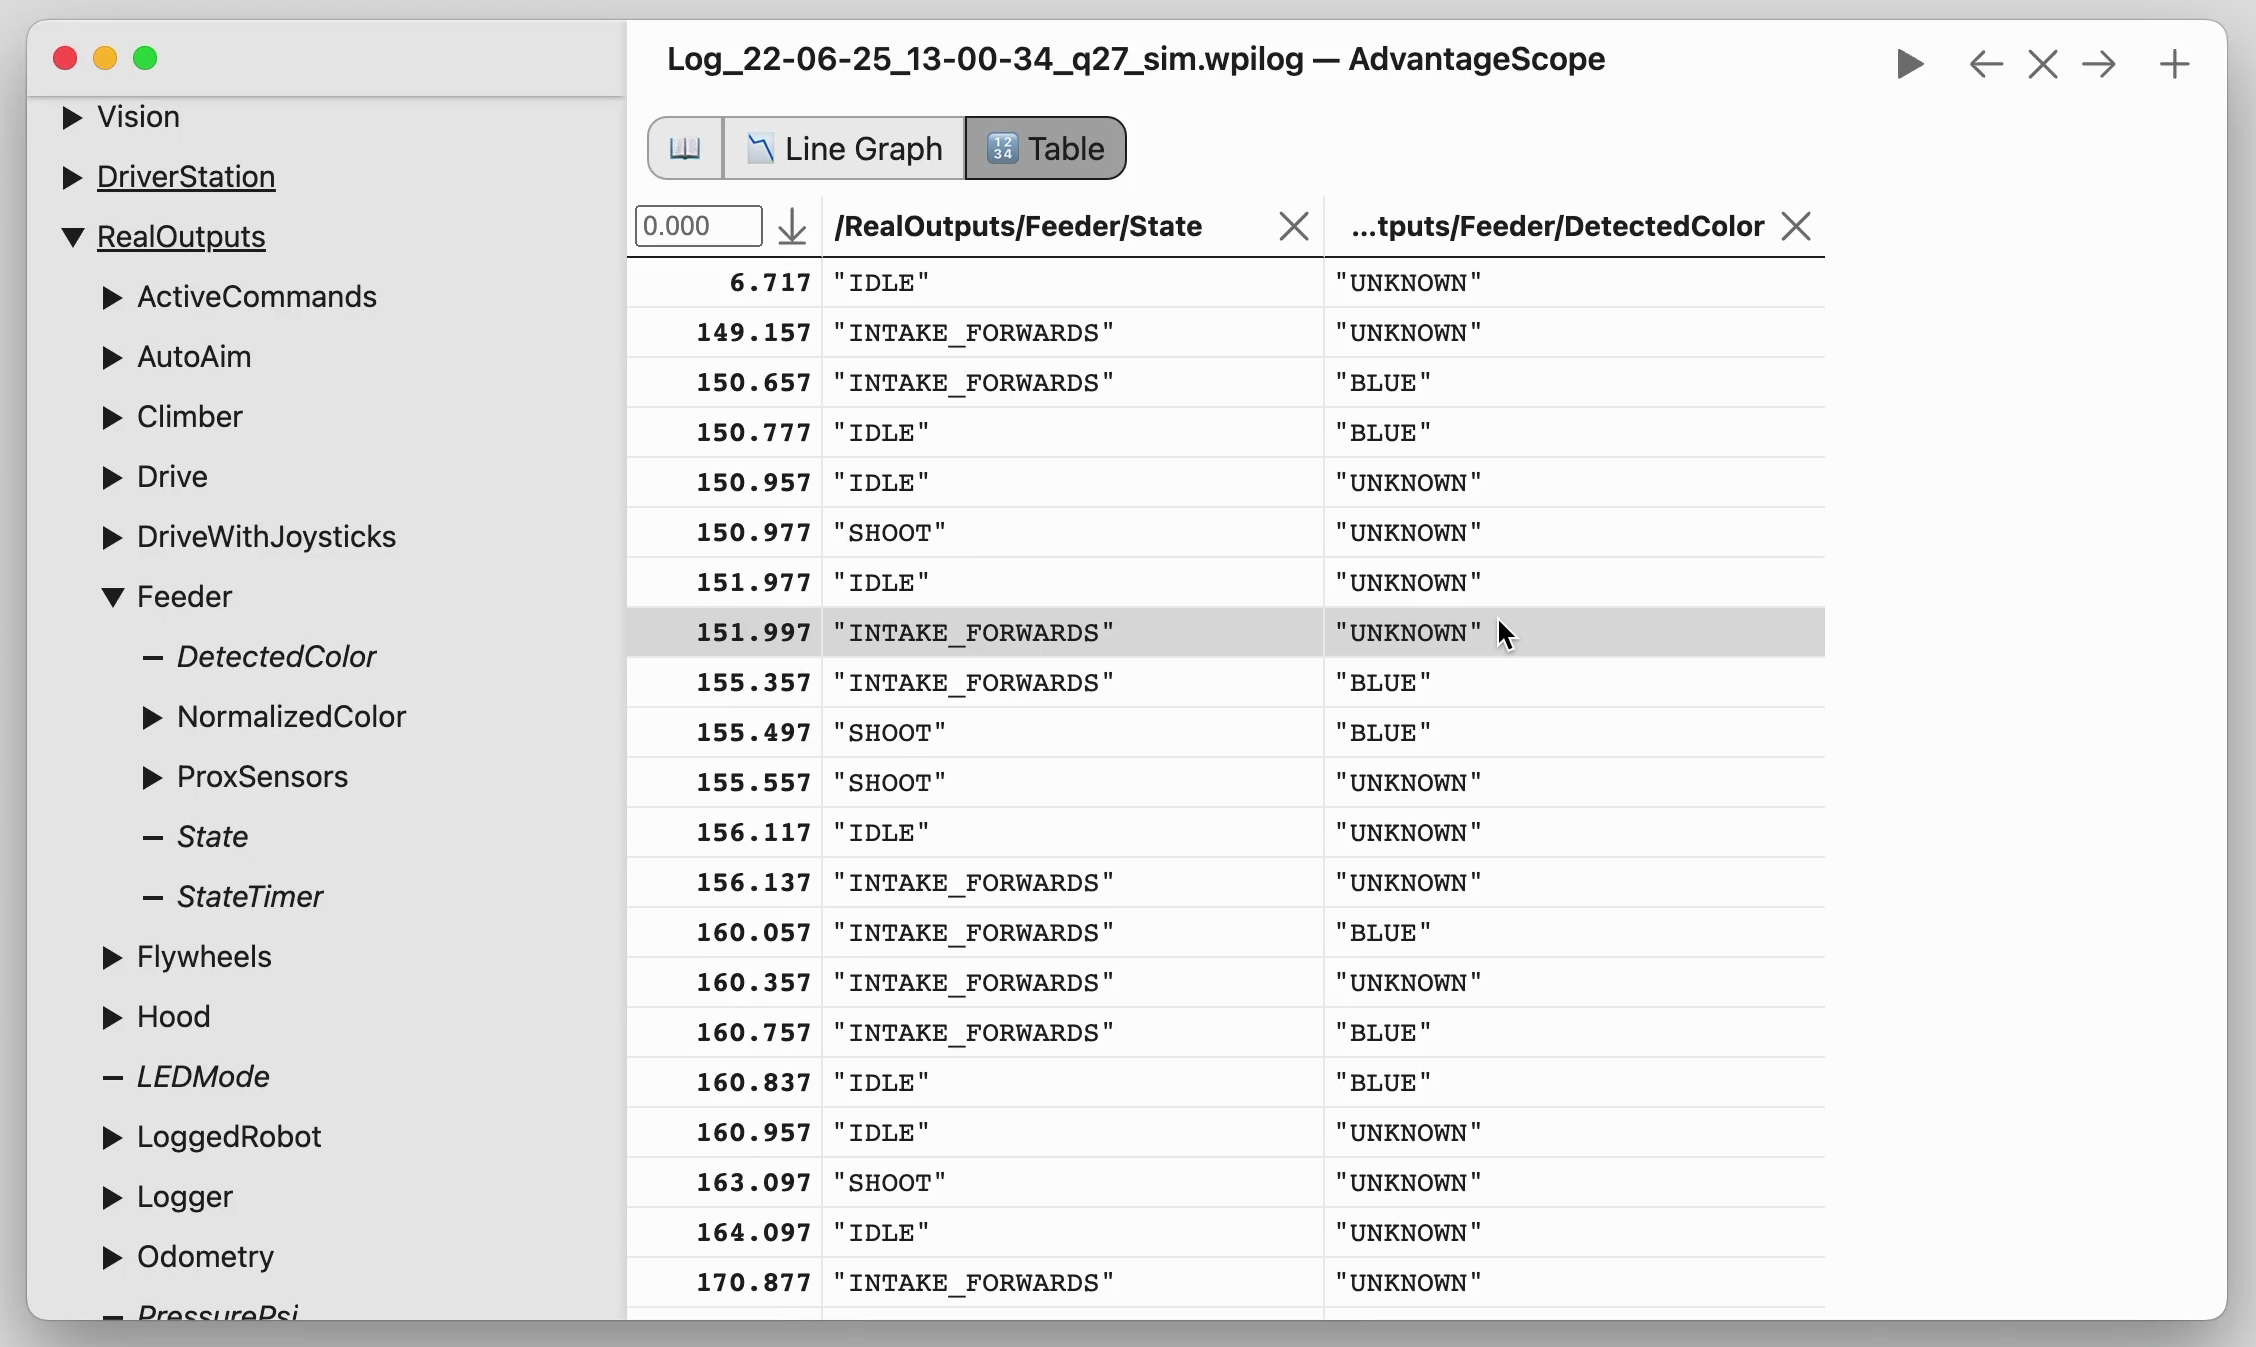 Log_22-06-25_13-00-34_q27_sim.wpilog — AdvantageScope
Vision
DriverStation
RealOutputs
ActiveCommands
AutoAim
Climber
Drive
DriveWithJoysticks
Feeder
DetectedColor
NormalizedColor
ProxSensors
State
StateTimer
Flywheels
Hood
LEDMode
LoggedRobot
Logger
Odometry
PressurePsi
Line Graph
Table
0.000 /RealOutputs/Feeder/State ...tputs/Feeder/DetectedColor
6.717 "IDLE" "UNKNOWN"
149.157 "INTAKE_FORWARDS" "UNKNOWN"
150.657 "INTAKE_FORWARDS" "BLUE"
150.777 "IDLE" "BLUE"
150.957 "IDLE" "UNKNOWN"
150.977 "SHOOT" "UNKNOWN"
151.977 "IDLE" "UNKNOWN"
151.997 "INTAKE_FORWARDS" "UNKNOWN"
155.357 "INTAKE_FORWARDS" "BLUE"
155.497 "SHOOT" "BLUE"
155.557 "SHOOT" "UNKNOWN"
156.117 "IDLE" "UNKNOWN"
156.137 "INTAKE_FORWARDS" "UNKNOWN"
160.057 "INTAKE_FORWARDS" "BLUE"
160.357 "INTAKE_FORWARDS" "UNKNOWN"
160.757 "INTAKE_FORWARDS" "BLUE"
160.837 "IDLE" "BLUE"
160.957 "IDLE" "UNKNOWN"
163.097 "SHOOT" "UNKNOWN"
164.097 "IDLE" "UNKNOWN"
170.877 "INTAKE_FORWARDS" "UNKNOWN"